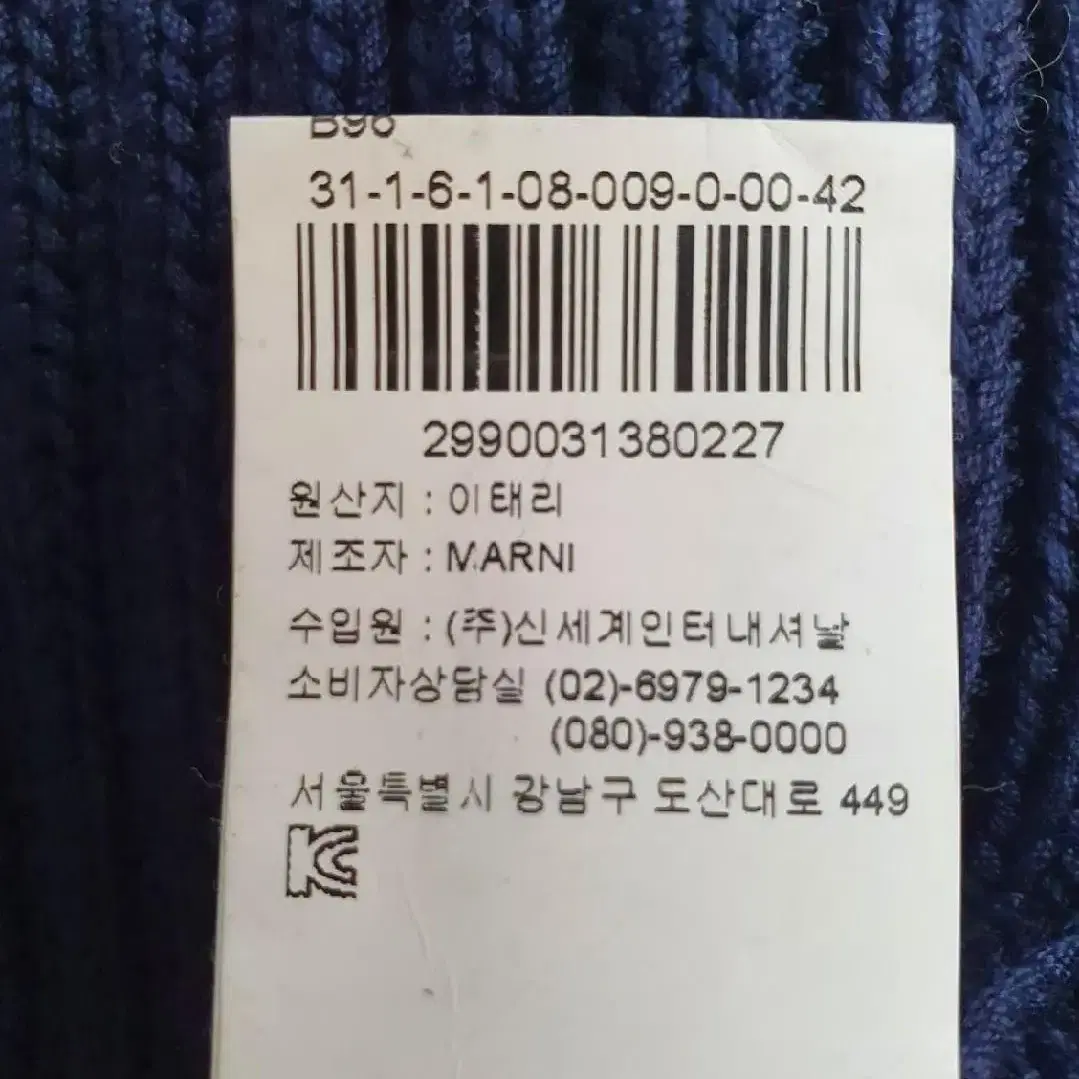 31-1-6-1-08-009-0-00-42
2990031380227
원산지 : 이태리
제조자 : MARNI
수입원 : (주)신세계인터내셔날
소비자상담실 (02)-6979-1234
(080)-938-0000
서울특별시 강남구 도산대로 449